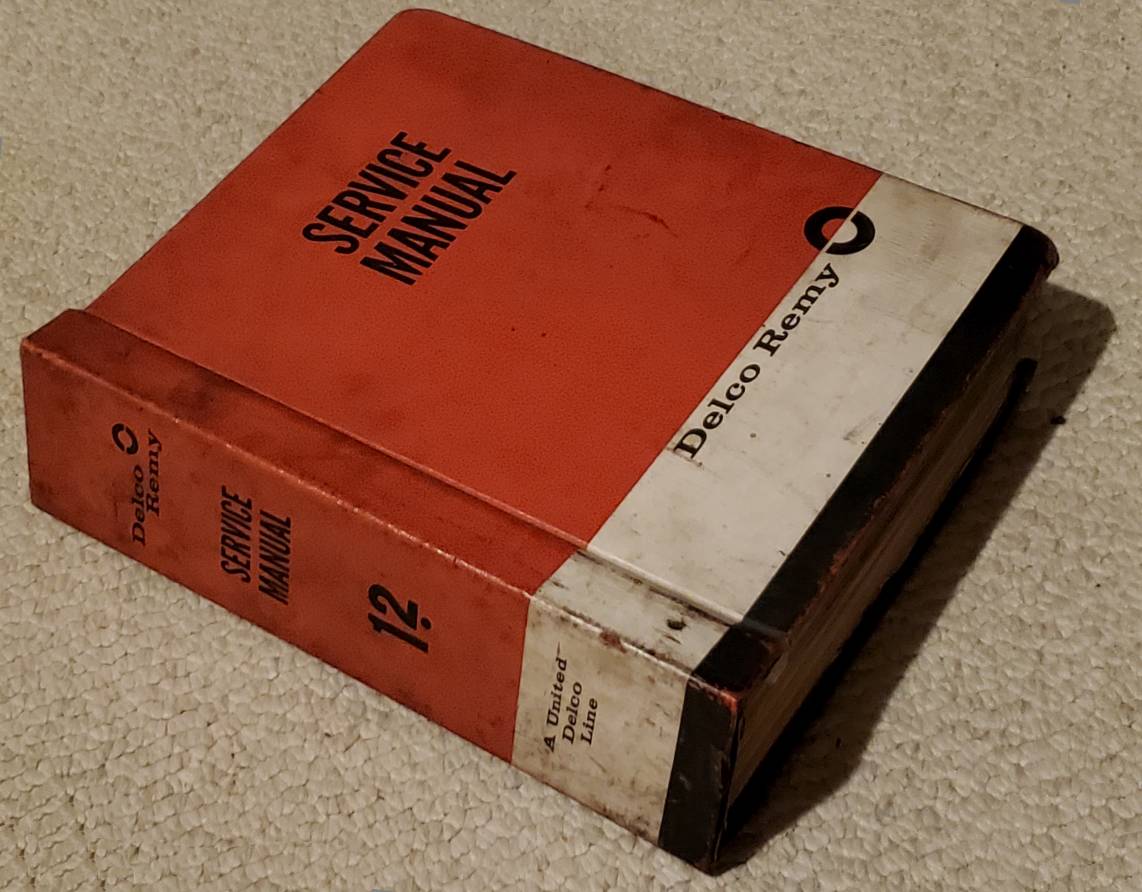 SERVICE
MANUAL
Delco Remy
Delco
Remy
SERVICE
MANUAL
12
A United
Delco
Line